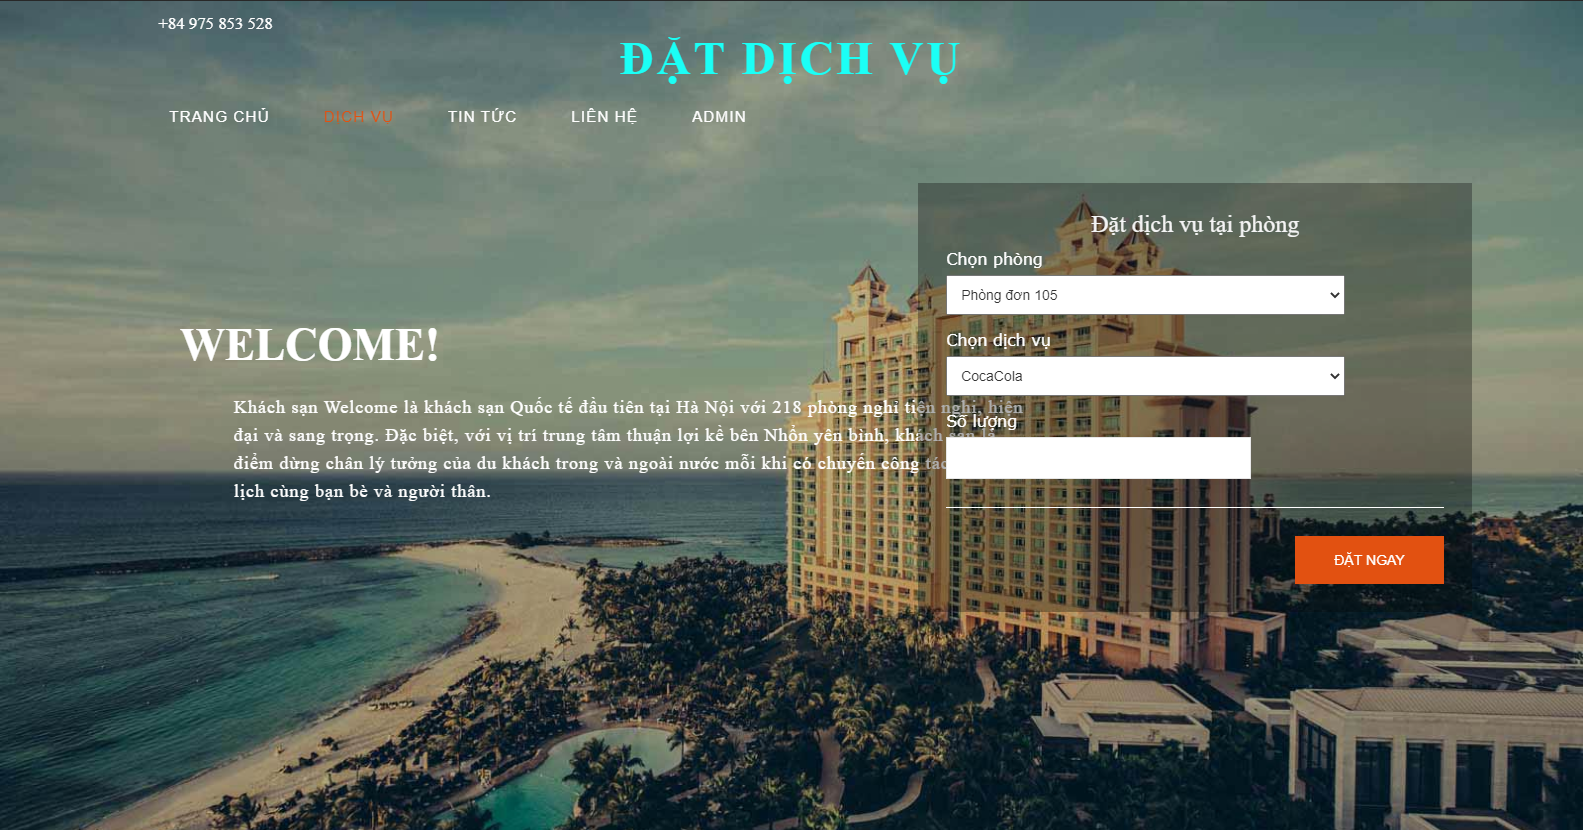 +84 975 853 528
ĐẶT DỊCH VỤ
TRANG CHỦ DỊCH VỤ TIN TỨC LIÊN HỆ ADMIN
WELCOME!
Khách sạn Welcome là khách sạn Quốc tế đầu tiên tại Hà Nội với 218 phòng nghỉ tiện nghi, hiện
đại và sang trọng. Đặc biệt, với vị trí trung tâm thuận lợi kề bên Nhổn yên bình, khách sạn là
điểm dừng chân lý tưởng của du khách trong và ngoài nước mỗi khi có chuyến công tác
lịch cùng bạn bè và người thân.
Đặt dịch vụ tại phòng
Chọn phòng
Phòng đơn 105
Chọn dịch vụ
CocaCola
Số lượng
ĐẶT NGAY